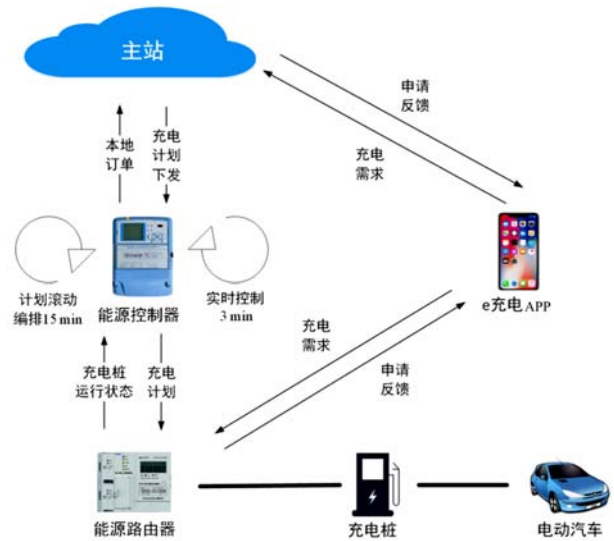 主站
申请
反馈
本地
订单
充电
计划
下发
充电
需求
计划滚动
编排15 min
能源控制器
实时控制
3 min
e充电APP
充电
需求
充电桩
运行状态
充电
计划
申请
反馈
能源路由器
充电桩
电动汽车